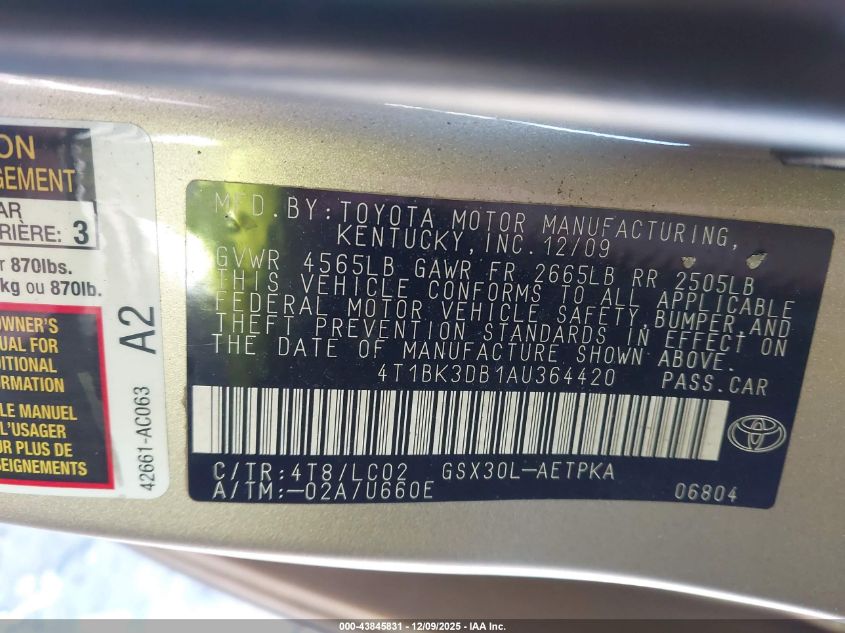 ON
GEMENT
AR
RIÈRE: 3
r 870lbs.
kg ou 870lb.
OWNER'S
UAL FOR
DITIONAL
ORMATION
LE MANUEL
L'USAGER
UR PLUS DE
SEIGNEMENTS
A2
42661-AC063
MFD.BY:TOYOTA MOTOR MANUFACTURING,
KENTUCKY,INC.12/09
GVWR 4565LB GAWR FR 2665LB RR 2505LB
THIS VEHICLE CONFORMS TO ALL APPLICABLE
FEDERAL MOTOR VEHICLE SAFETY,BUMPER,AND
THEFT PREVENTION STANDARDS IN EFFECT ON
THE DATE OF MANUFACTURE SHOWN ABOVE.
4T1BK3DB1AU364420 PASS.CAR
C/TR:4T8/LC02 GSX30L-AETPKA
A/TM:-02A/U660E 06804
000-43845831 - 12/09/2025 - IAA Inc.